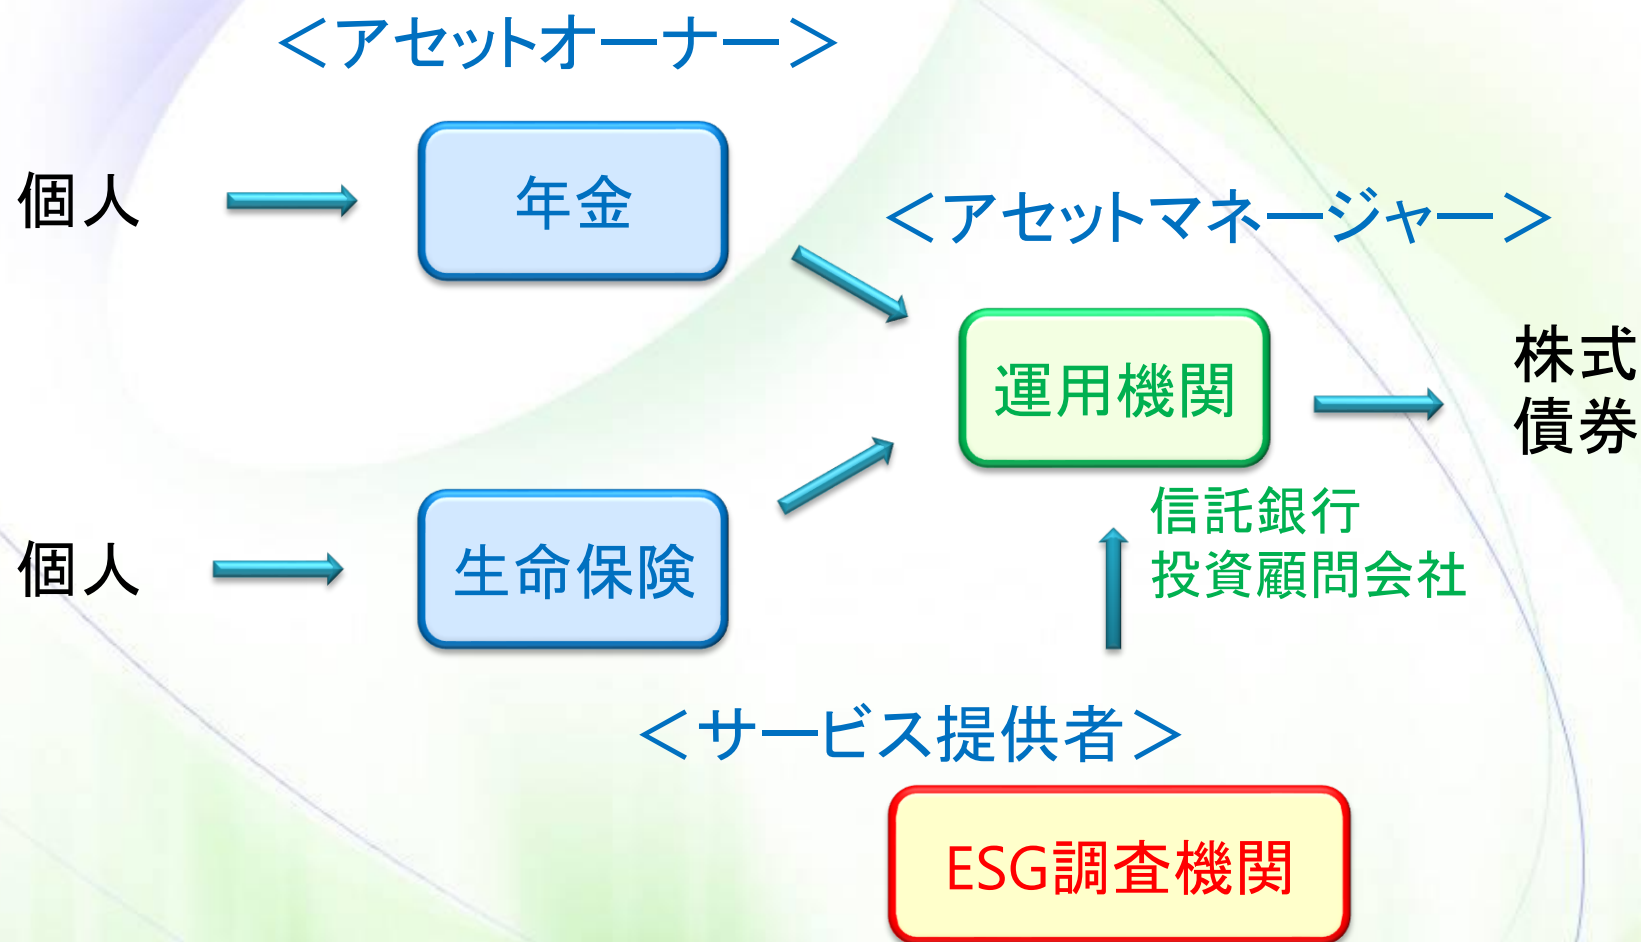 ＜アセットオーナー＞
個人
年金
＜アセットマネージャー＞
運用機関
株式
債券
信託銀行
投資顧問会社
個人
生命保険
＜サービス提供者＞
ESG調査機関